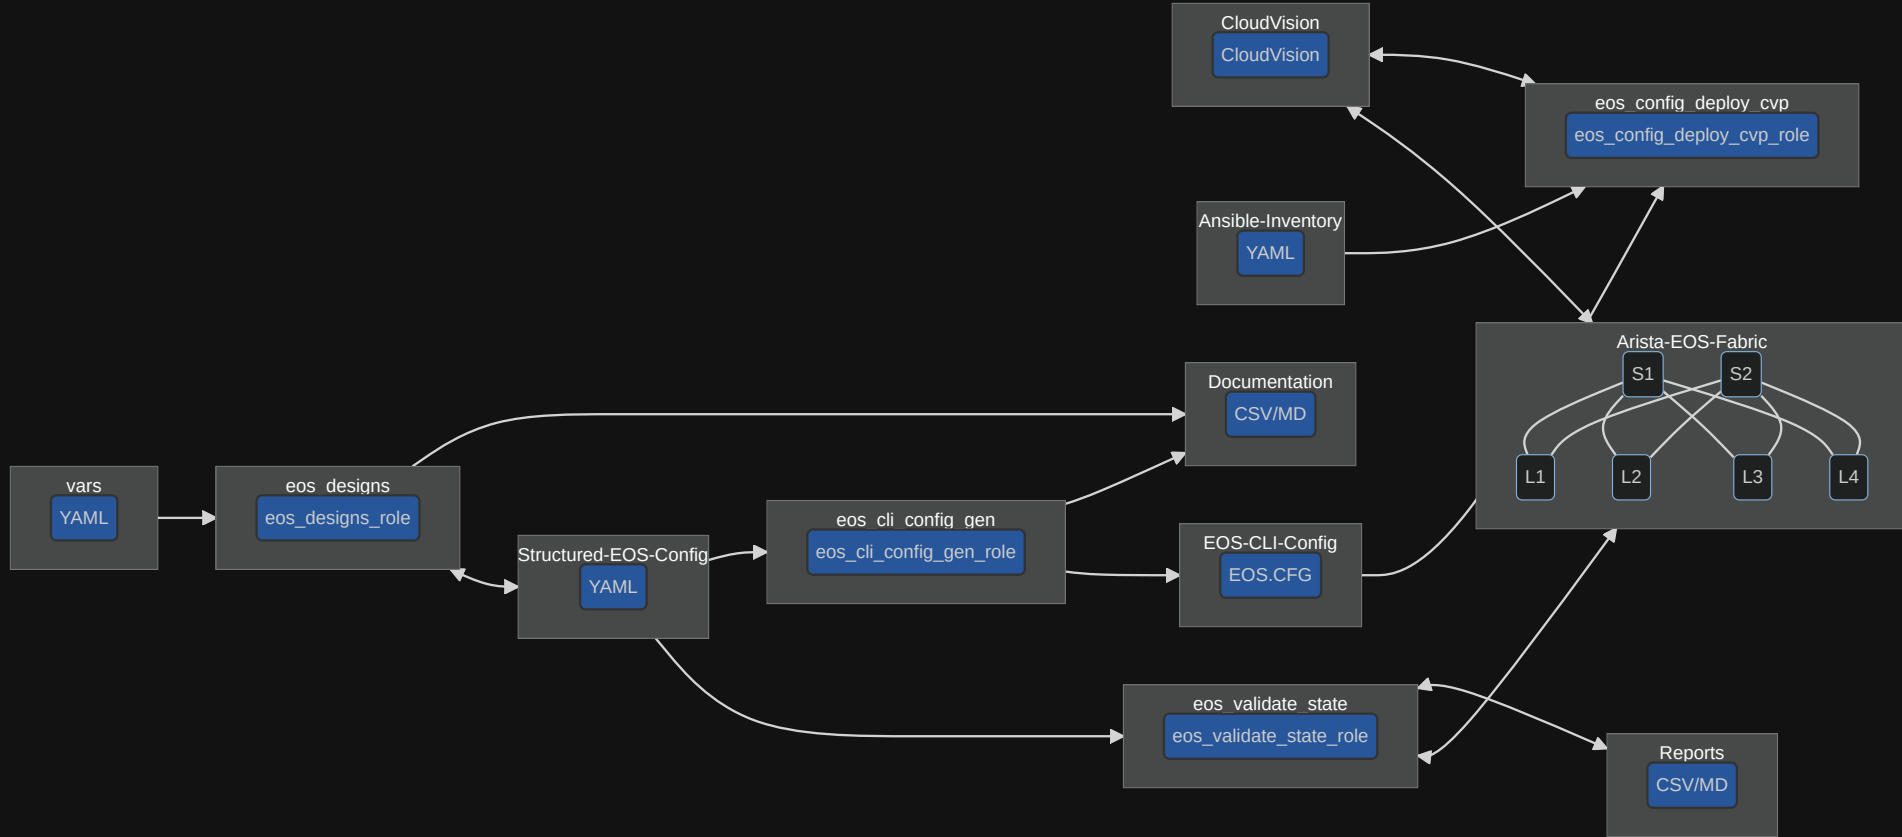 CloudVision
CloudVision
eos_config_deploy_cvp
eos_config_deploy_cvp_role
Ansible-Inventory
YAML
Arista-EOS-Fabric
S1
S2
L1
L2
L3
L4
Documentation
CSV/MD
vars
YAML
eos_designs
eos_designs_role
Structured-EOS-Config
YAML
eos_cli_config_gen
eos_cli_config_gen_role
EOS-CLI-Config
EOS.CFG
eos_validate_state
eos_validate_state_role
Reports
CSV/MD